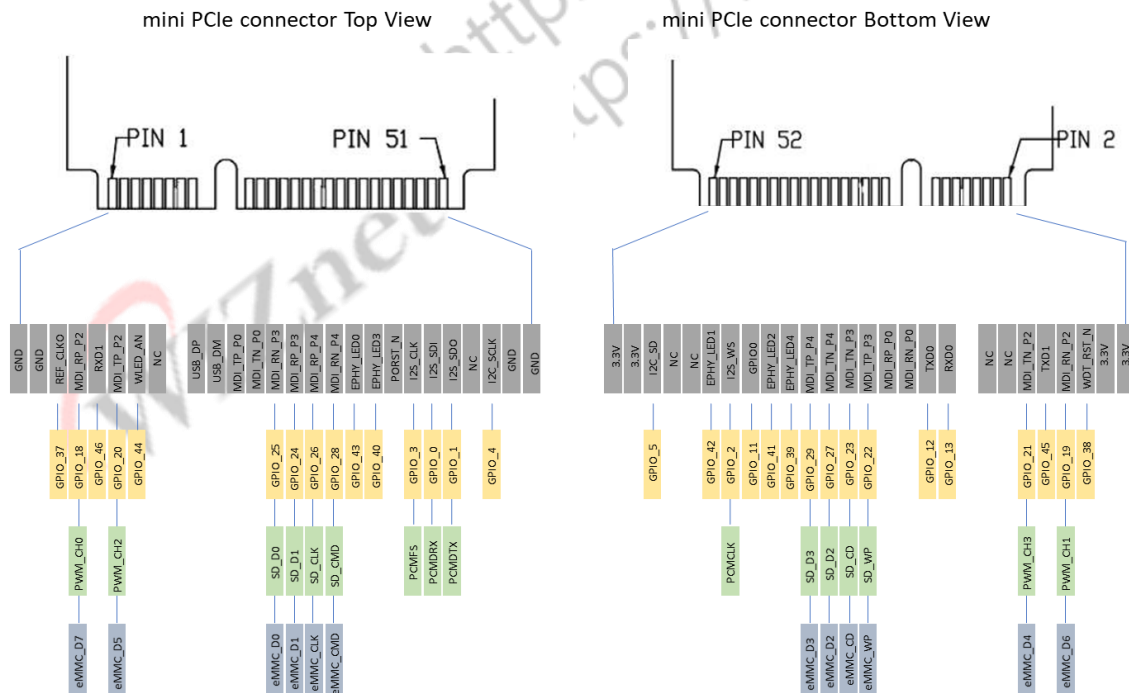 mini PCIe connector Top View
mini PCIe connector Bottom View
http
https://
PIN 1
PIN 51
PIN 52
PIN 2
WIZnet
GND
GND
REF_CLKO
MDI_RP_P2
RXD1
MDI_TP_P2
WLED_AN
NC
USB_DP
USB_DM
MDI_TP_P0
MDI_TN_P0
MDI_RN_P3
MDI_RP_P3
MDI_RP_P4
MDI_RN_P4
EPHY_LED0
EPHY_LED3
PORST_N
I2S_CLK
I2S_SDI
I2S_SDO
NC
I2C_SCLK
GND
GND
3.3V
3.3V
I2C_SD
NC
NC
EPHY_LED1
I2S_WS
GPIO0
EPHY_LED2
EPHY_LED4
MDI_TP_P4
MDI_TN_P4
MDI_TN_P3
MDI_TP_P3
MDI_RP_P0
MDI_RN_P0
TXD0
RXD0
NC
NC
MDI_TN_P2
TXD1
MDI_RN_P2
WDT_RST_N
3.3V
3.3V
GPIO_37
GPIO_18
GPIO_46
GPIO_20
GPIO_44
GPIO_25
GPIO_24
GPIO_26
GPIO_28
GPIO_43
GPIO_40
GPIO_3
GPIO_0
GPIO_1
GPIO_4
GPIO_5
GPIO_42
GPIO_2
GPIO_11
GPIO_41
GPIO_39
GPIO_29
GPIO_27
GPIO_23
GPIO_22
GPIO_12
GPIO_13
GPIO_21
GPIO_45
GPIO_19
GPIO_38
PWM_CH0
PWM_CH2
SD_D0
SD_D1
SD_CLK
SD_CMD
PCMFS
PCMDRX
PCMDTX
PCMCLK
SD_D3
SD_D2
SD_CD
SD_WP
PWM_CH3
PWM_CH1
eMMC_D7
eMMC_D5
eMMC_D0
eMMC_D1
eMMC_CLK
eMMC_CMD
eMMC_D3
eMMC_D2
eMMC_CD
eMMC_WP
eMMC_D4
eMMC_D6